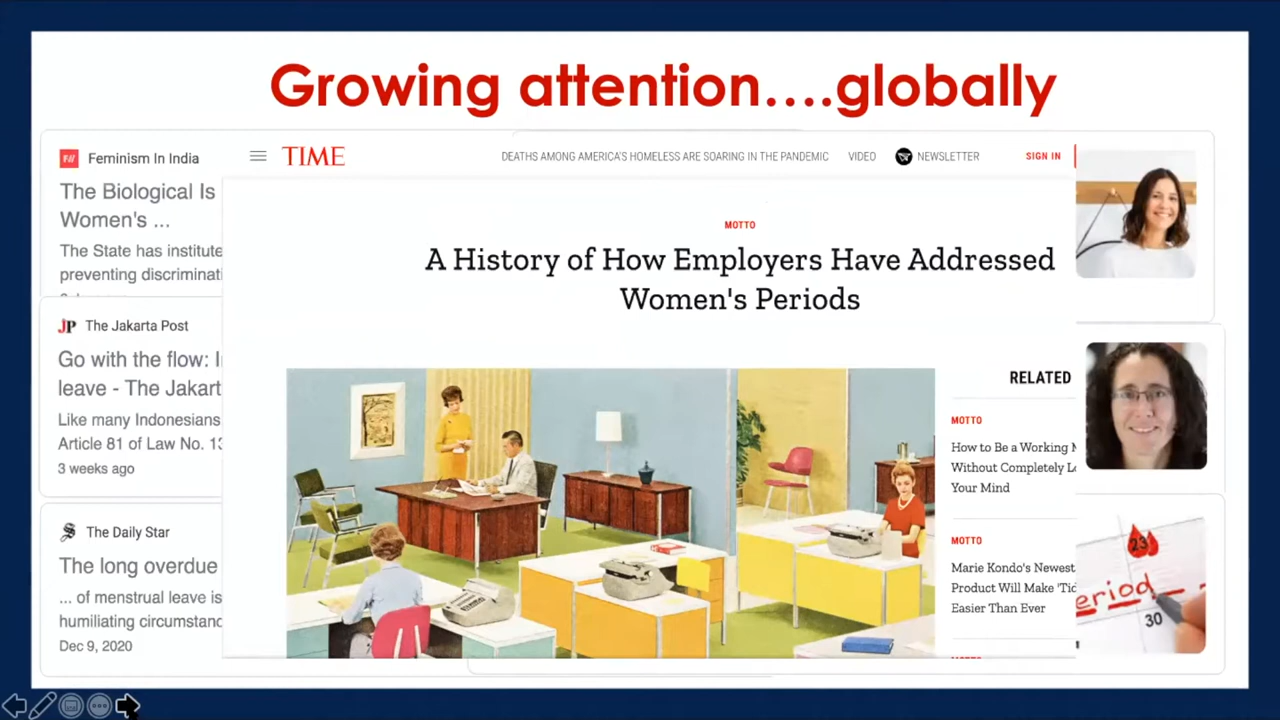 Growing attention….globally
Feminism In India
The Biological Is
Women's ...
The State has institute
preventing discriminati
The Jakarta Post
Go with the flow: I
leave - The Jakart
Like many Indonesians
Article 81 of Law No. 13
3 weeks ago
The Daily Star
The long overdue
... of menstrual leave is
humiliating circumstanc
Dec 9, 2020
TIME
DEATHS AMONG AMERICA'S HOMELESS ARE SOARING IN THE PANDEMIC
VIDEO
NEWSLETTER
SIGN IN
MOTTO
A History of How Employers Have Addressed
Women's Periods
RELATED
MOTTO
How to Be a Working M
Without Completely Lo
Your Mind
MOTTO
Marie Kondo's Newest
Product Will Make 'Tid
Easier Than Ever
23
eriod
30